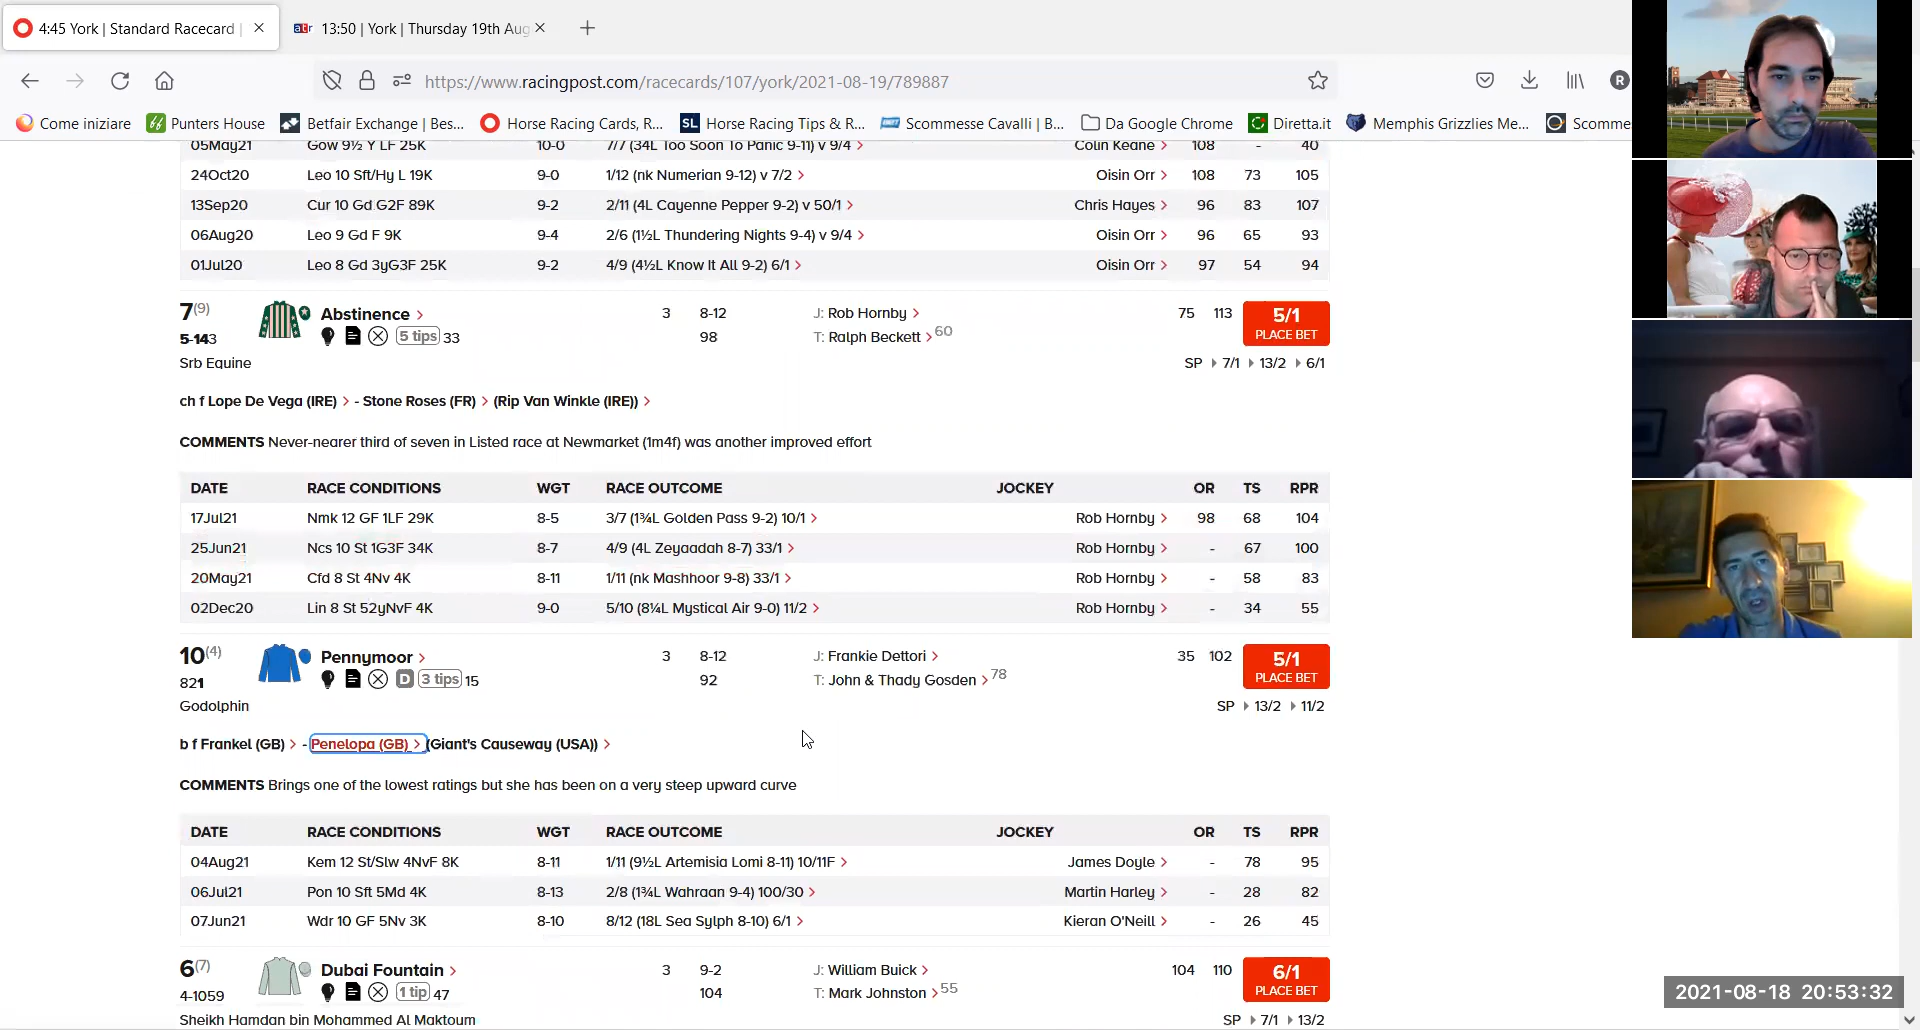 4:45 York | Standard Racecard |
atr 13:50 | York | Thursday 19th Aug
https://www.racingpost.com/racecards/107/york/2021-08-19/789887
R
Come iniziare
Punters House
Betfair Exchange | Bes...
Horse Racing Cards, R...
SL Horse Racing Tips & R...
Scommesse Cavalli | B...
Da Google Chrome
Diretta.it
Memphis Grizzlies Me...
Scomme
05May21 Gow 9½ Y LF 25K 10-0 7/7 (34L Too Soon To Panic 9-11) v 9/4 Colin Keane 108 - 40
24Oct20 Leo 10 Sft/Hy L 19K 9-0 1/12 (nk Numerian 9-12) v 7/2 Oisin Orr 108 73 105
13Sep20 Cur 10 Gd G2F 89K 9-2 2/11 (4L Cayenne Pepper 9-2) v 50/1 Chris Hayes 96 83 107
06Aug20 Leo 9 Gd F 9K 9-4 2/6 (1½L Thundering Nights 9-4) v 9/4 Oisin Orr 96 65 93
01Jul20 Leo 8 Gd 3yG3F 25K 9-2 4/9 (4½L Know It All 9-2) 6/1 Oisin Orr 97 54 94
7(9) Abstinence 3 8-12 J: Rob Hornby 75 113 5/1
5-143 5 tips 33 98 T: Ralph Beckett 60 PLACE BET
Srb Equine SP 7/1 13/2 6/1
ch f Lope De Vega (IRE) - Stone Roses (FR) (Rip Van Winkle (IRE))
COMMENTS Never-nearer third of seven in Listed race at Newmarket (1m4f) was another improved effort
DATE RACE CONDITIONS WGT RACE OUTCOME JOCKEY OR TS RPR
17Jul21 Nmk 12 GF 1LF 29K 8-5 3/7 (1¾L Golden Pass 9-2) 10/1 Rob Hornby 98 68 104
25Jun21 Ncs 10 St 1G3F 34K 8-7 4/9 (4L Zeyaadah 8-7) 33/1 Rob Hornby - 67 100
20May21 Cfd 8 St 4Nv 4K 8-11 1/11 (nk Mashhoor 9-8) 33/1 Rob Hornby - 58 83
02Dec20 Lin 8 St 52yNvF 4K 9-0 5/10 (8¼L Mystical Air 9-0) 11/2 Rob Hornby - 34 55
10(4) Pennymoor 3 8-12 J: Frankie Dettori 35 102 5/1
821 D 3 tips 15 92 T: John & Thady Gosden 78 PLACE BET
Godolphin SP 13/2 11/2
b f Frankel (GB) - Penelopa (GB) (Giant's Causeway (USA))
COMMENTS Brings one of the lowest ratings but she has been on a very steep upward curve
DATE RACE CONDITIONS WGT RACE OUTCOME JOCKEY OR TS RPR
04Aug21 Kem 12 St/Slw 4NvF 8K 8-11 1/11 (9½L Artemisia Lomi 8-11) 10/11F James Doyle - 78 95
06Jul21 Pon 10 Sft 5Md 4K 8-13 2/8 (1¾L Wahraan 9-4) 100/30 Martin Harley - 28 82
07Jun21 Wdr 10 GF 5Nv 3K 8-10 8/12 (18L Sea Sylph 8-10) 6/1 Kieran O'Neill - 26 45
6(7) Dubai Fountain 3 9-2 J: William Buick 104 110 6/1
4-1059 1 tip 47 104 T: Mark Johnston 55 PLACE BET
Sheikh Hamdan bin Mohammed Al Maktoum SP 7/1 13/2
2021-08-18 20:53:32